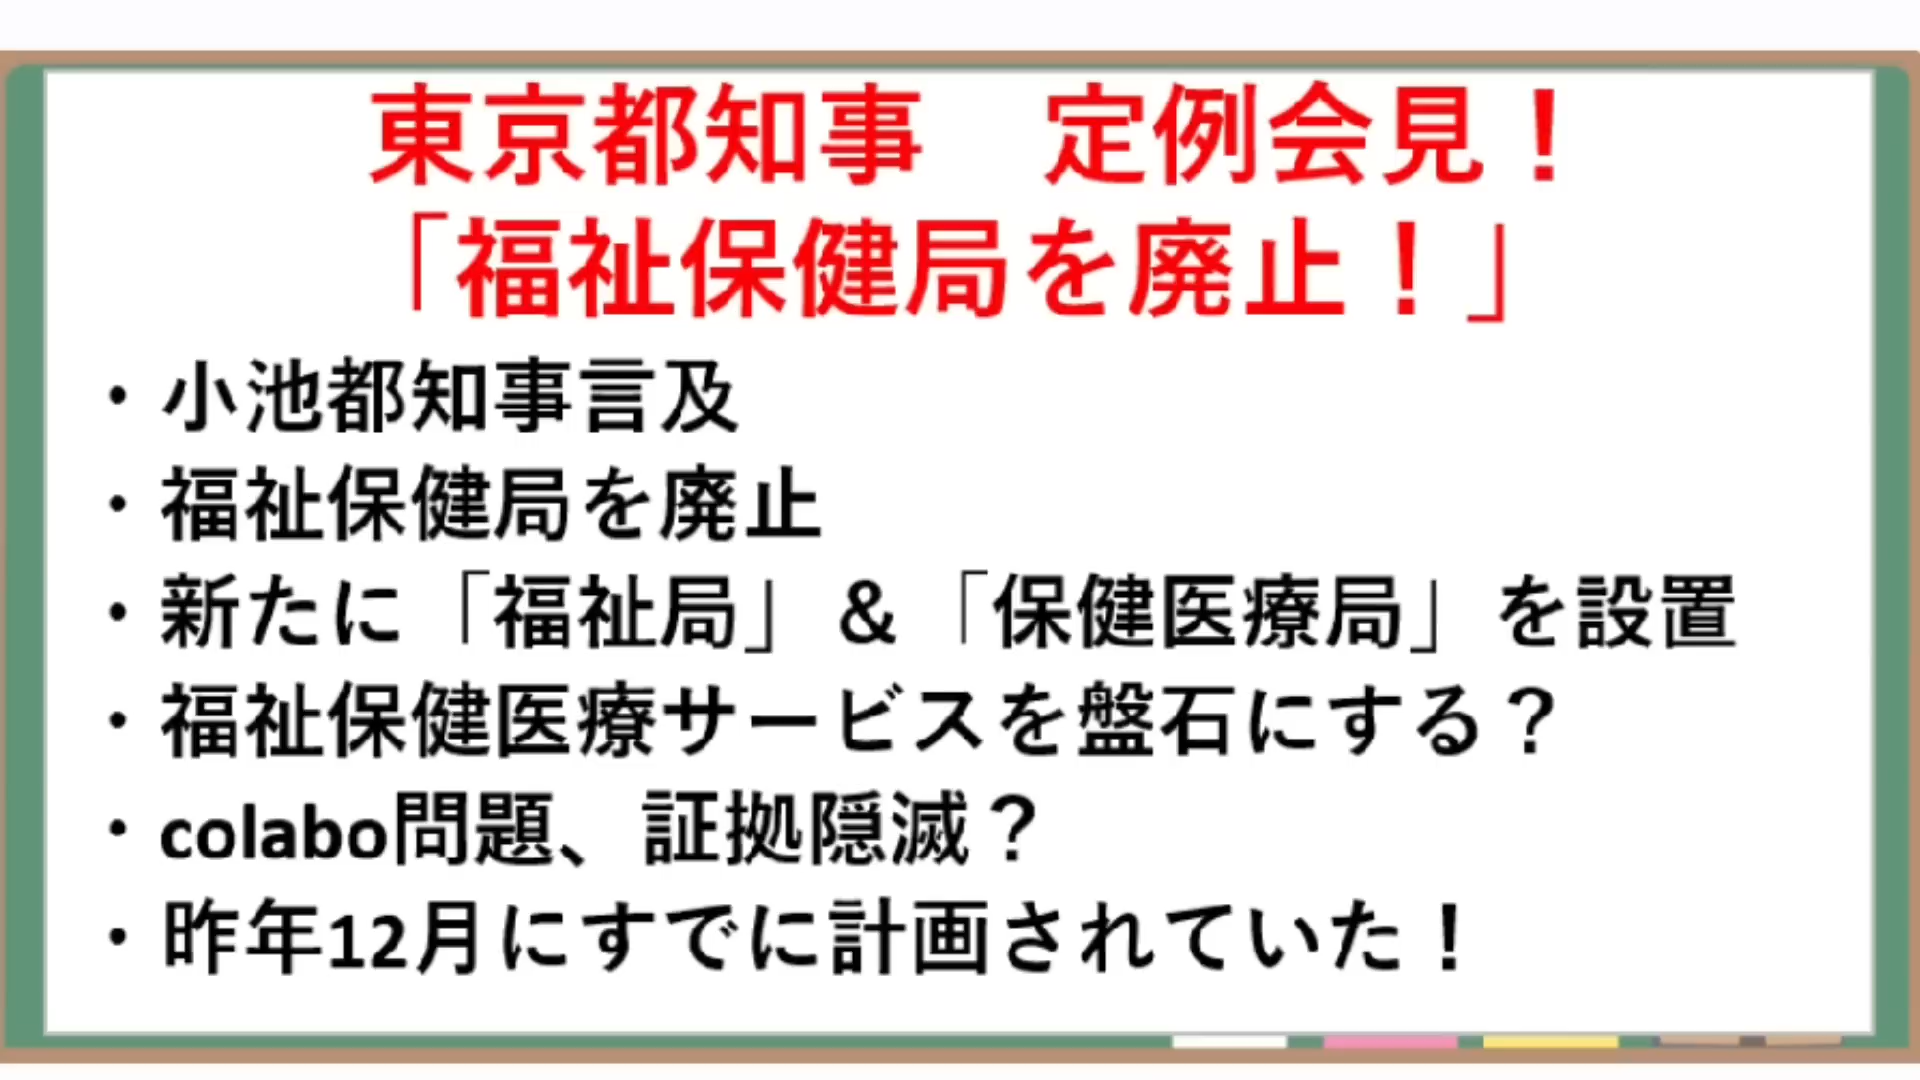 東京都知事　定例会見！
「福祉保健局を廃止！」
・小池都知事言及
・福祉保健局を廃止
・新たに「福祉局」＆「保健医療局」を設置
・福祉保健医療サービスを盤石にする？
・colabo問題、証拠隠滅？
・昨年12月にすでに計画されていた！